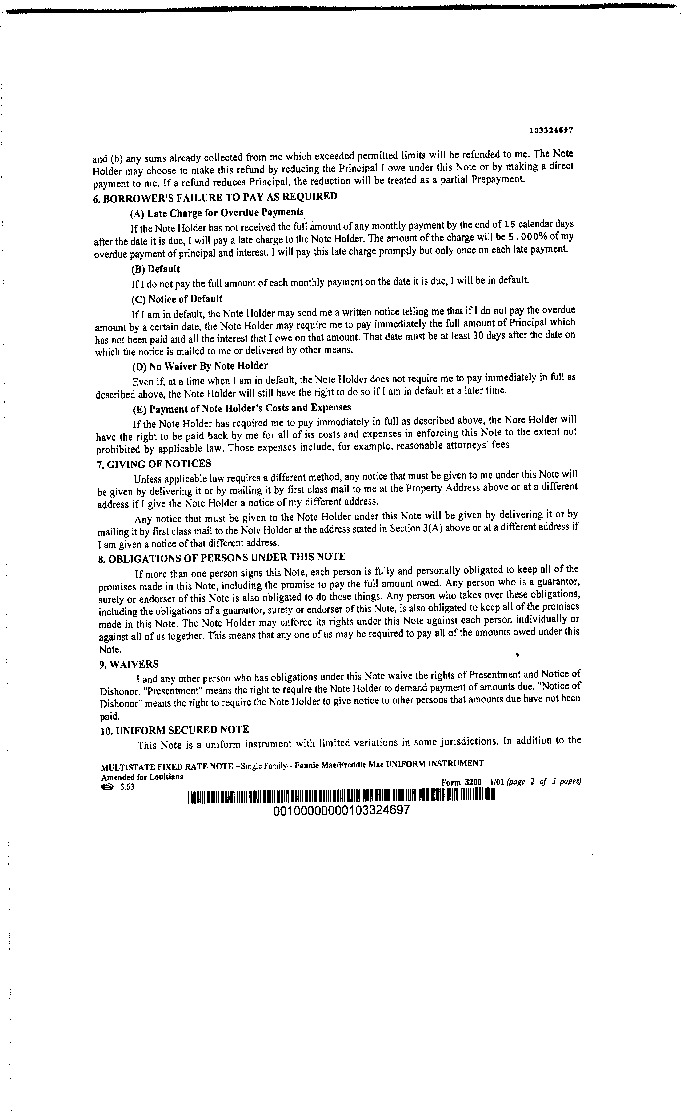 103324697
and (b) any sums already collected from me which exceeded permitted limits will be refunded to me. The Note
Holder may choose to make this refund by reducing the Principal I owe under this Note or by making a direct
payment to me. If a refund reduces Principal, the reduction will be treated as a partial Prepayment.
6. BORROWER'S FAILURE TO PAY AS REQUIRED
(A) Late Charge for Overdue Payments
If the Note Holder has not received the full amount of any monthly payment by the end of 15 calendar days
after the date it is due, I will pay a late charge to the Note Holder. The amount of the charge will be 5.000% of my
overdue payment of principal and interest. I will pay this late charge promptly but only once on each late payment.
(B) Default
If I do not pay the full amount of each monthly payment on the date it is due, I will be in default.
(C) Notice of Default
If I am in default, the Note Holder may send me a written notice telling me that if I do not pay the overdue
amount by a certain date, the Note Holder may require me to pay immediately the full amount of Principal which
has not been paid and all the interest that I owe on that amount. That date must be at least 30 days after the date on
which the notice is mailed to me or delivered by other means.
(D) No Waiver By Note Holder
Even if, at a time when I am in default, the Note Holder does not require me to pay immediately in full as
described above, the Note Holder will still have the right to do so if I am in default at a later time.
(E) Payment of Note Holder's Costs and Expenses
If the Note Holder has required me to pay immediately in full as described above, the Note Holder will
have the right to be paid back by me for all of its costs and expenses in enforcing this Note to the extent not
prohibited by applicable law. Those expenses include, for example, reasonable attorneys' fees
7. GIVING OF NOTICES
Unless applicable law requires a different method, any notice that must be given to me under this Note will
be given by delivering it or by mailing it by first class mail to me at the Property Address above or at a different
address if I give the Note Holder a notice of my different address.
Any notice that must be given to the Note Holder under this Note will be given by delivering it or by
mailing it by first class mail to the Note Holder at the address stated in Section 3(A) above or at a different address if
I am given a notice of that different address.
8. OBLIGATIONS OF PERSONS UNDER THIS NOTE
If more than one person signs this Note, each person is fully and personally obligated to keep all of the
promises made in this Note, including the promise to pay the full amount owed. Any person who is a guarantor,
surety or endorser of this Note is also obligated to do these things. Any person who takes over these obligations,
including the obligations of a guarantor, surety or endorser of this Note, is also obligated to keep all of the promises
made in this Note. The Note Holder may enforce its rights under this Note against each person individually or
against all of us together. This means that any one of us may be required to pay all of the amounts owed under this
Note.
9. WAIVERS
I and any other person who has obligations under this Note waive the rights of Presentment and Notice of
Dishonor. "Presentment" means the right to require the Note Holder to demand payment of amounts due. "Notice of
Dishonor" means the right to require the Note Holder to give notice to other persons that amounts due have not been
paid.
10. UNIFORM SECURED NOTE
This Note is a uniform instrument with limited variations in some jurisdictions. In addition to the
MULTISTATE FIXED RATE NOTE--Single Family--Fannie Mae/Freddie Mac UNIFORM INSTRUMENT
Amended for Louisiana
5.63
Form 3200 1/01 (page 2 of 3 pages)
00100000000103324697